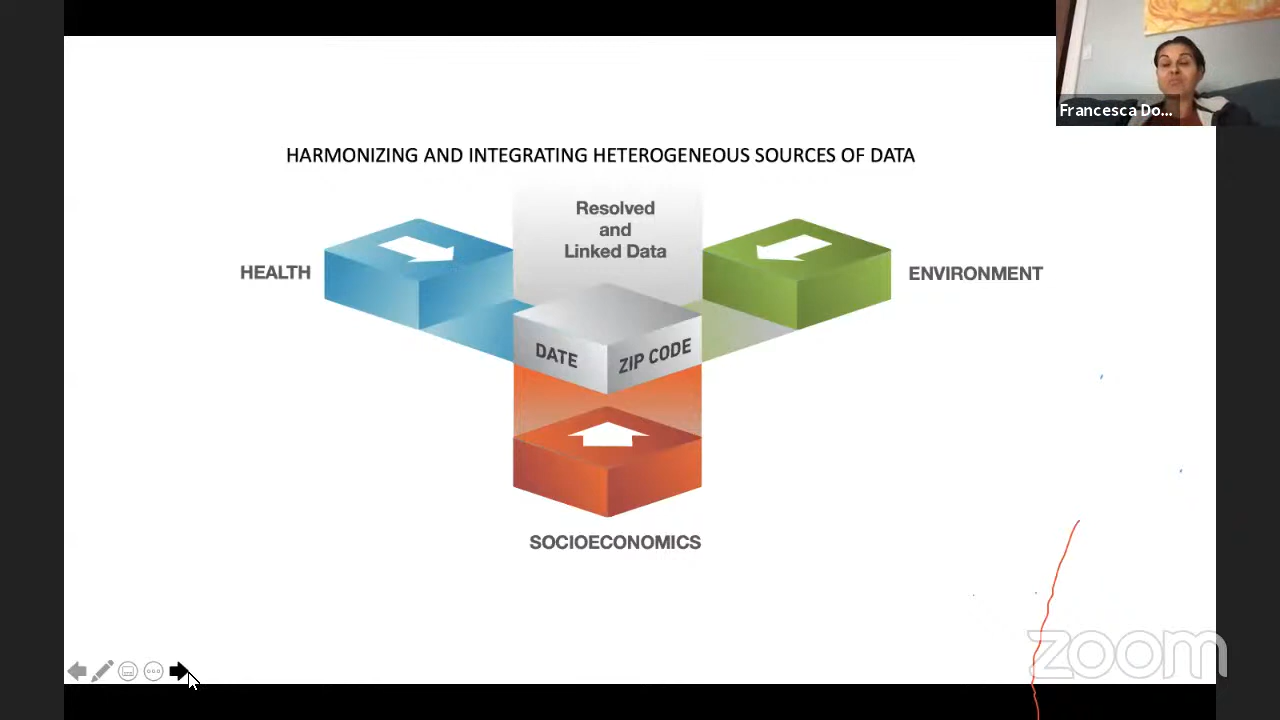 Francesca Do...
HARMONIZING AND INTEGRATING HETEROGENEOUS SOURCES OF DATA
Resolved
and
Linked Data
HEALTH
ENVIRONMENT
DATE
ZIP CODE
SOCIOECONOMICS
zoom